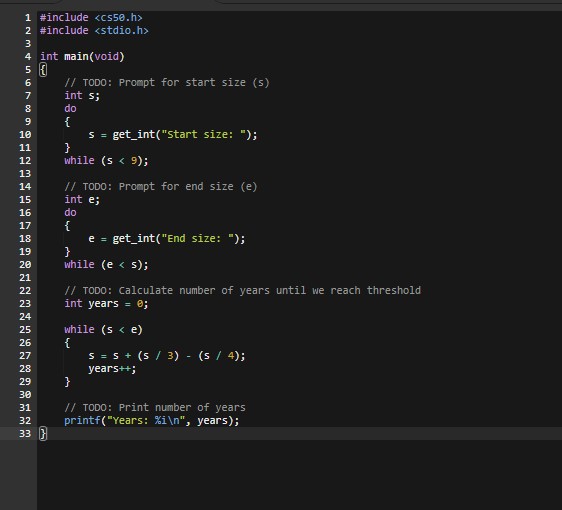 1 #include <cs50.h>
2 #include <stdio.h>
3
4 int main(void)
5 {
6     // TODO: Prompt for start size (s)
7     int s;
8     do
9     {
10         s = get_int("Start size: ");
11     }
12     while (s < 9);
13
14     // TODO: Prompt for end size (e)
15     int e;
16     do
17     {
18         e = get_int("End size: ");
19     }
20     while (e < s);
21
22     // TODO: Calculate number of years until we reach threshold
23     int years = 0;
24
25     while (s < e)
26     {
27         s = s + (s / 3) - (s / 4);
28         years++;
29     }
30
31     // TODO: Print number of years
32     printf("Years: %i\n", years);
33 }